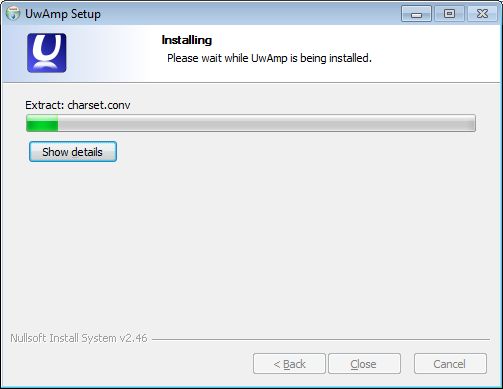 UwAmp Setup
Installing
Please wait while UwAmp is being installed.
Extract: charset.conv
Show details
Nullsoft Install System v2.46
< Back
Close
Cancel